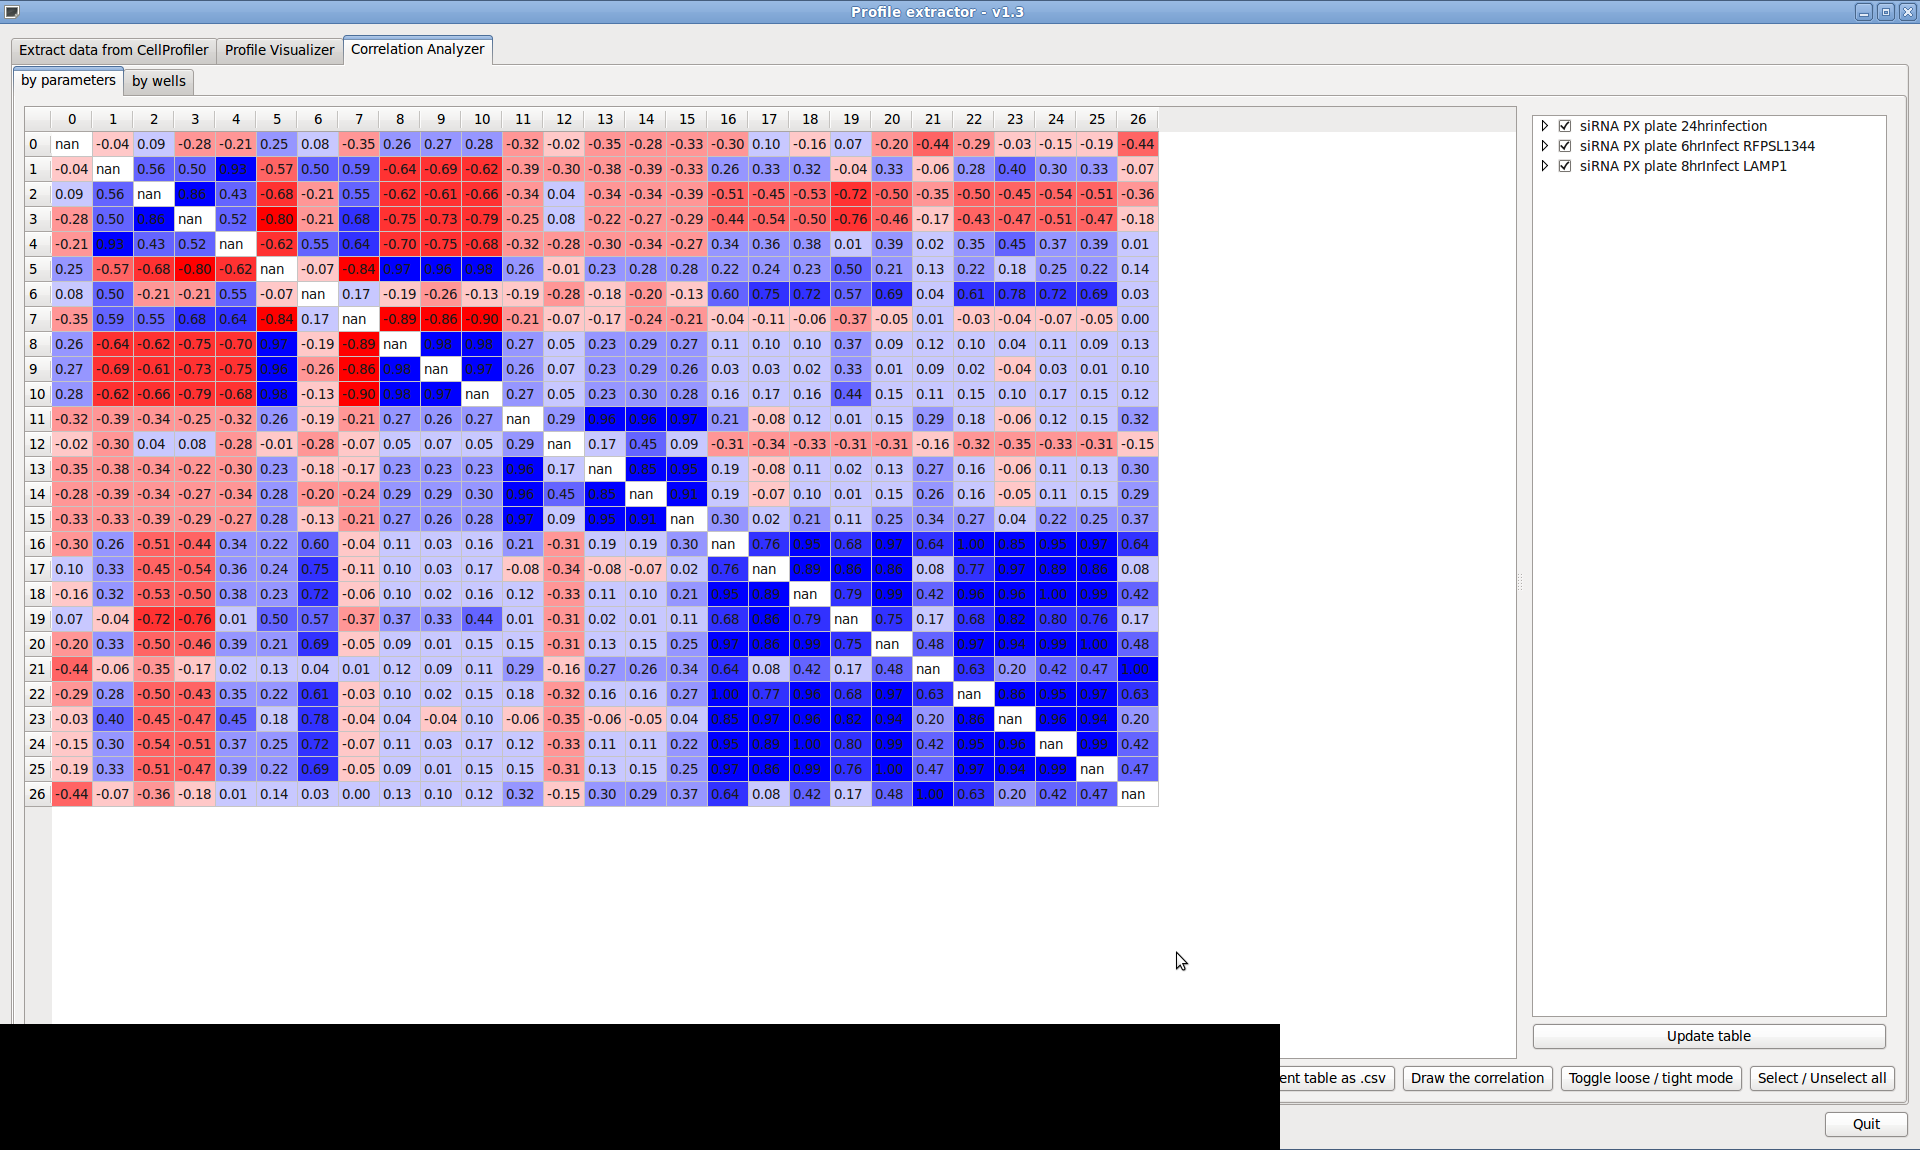 Profile extractor - v1.3
Extract data from CellProfiler Profile Visualizer Correlation Analyzer
by parameters by wells
0 1 2 3 4 5 6 7 8 9 10 11 12 13 14 15 16 17 18 19 20 21 22 23 24 25 26
0 nan -0.04 0.09 -0.28 -0.21 0.25 0.08 -0.35 0.26 0.27 0.28 -0.32 -0.02 -0.35 -0.28 -0.33 -0.30 0.10 -0.16 0.07 -0.20 -0.44 -0.29 -0.03 -0.15 -0.19 -0.44
1 -0.04 nan 0.56 0.50 0.93 -0.57 0.50 0.59 -0.64 -0.69 -0.62 -0.39 -0.30 -0.38 -0.39 -0.33 0.26 0.33 0.32 -0.04 0.33 -0.06 0.28 0.40 0.30 0.33 -0.07
2 0.09 0.56 nan 0.86 0.43 -0.68 -0.21 0.55 -0.62 -0.61 -0.66 -0.34 0.04 -0.34 -0.34 -0.39 -0.51 -0.45 -0.53 -0.72 -0.50 -0.35 -0.50 -0.45 -0.54 -0.51 -0.36
3 -0.28 0.50 0.86 nan 0.52 -0.80 -0.21 0.68 -0.75 -0.73 -0.79 -0.25 0.08 -0.22 -0.27 -0.29 -0.44 -0.54 -0.50 -0.76 -0.46 -0.17 -0.43 -0.47 -0.51 -0.47 -0.18
4 -0.21 0.93 0.43 0.52 nan -0.62 0.55 0.64 -0.70 -0.75 -0.68 -0.32 -0.28 -0.30 -0.34 -0.27 0.34 0.36 0.38 0.01 0.39 0.02 0.35 0.45 0.37 0.39 0.01
5 0.25 -0.57 -0.68 -0.80 -0.62 nan -0.07 -0.84 0.97 0.96 0.98 0.26 -0.01 0.23 0.28 0.28 0.22 0.24 0.23 0.50 0.21 0.13 0.22 0.18 0.25 0.22 0.14
6 0.08 0.50 -0.21 -0.21 0.55 -0.07 nan 0.17 -0.19 -0.26 -0.13 -0.19 -0.28 -0.18 -0.20 -0.13 0.60 0.75 0.72 0.57 0.69 0.04 0.61 0.78 0.72 0.69 0.03
7 -0.35 0.59 0.55 0.68 0.64 -0.84 0.17 nan -0.89 -0.86 -0.90 -0.21 -0.07 -0.17 -0.24 -0.21 -0.04 -0.11 -0.06 -0.37 -0.05 0.01 -0.03 -0.04 -0.07 -0.05 0.00
8 0.26 -0.64 -0.62 -0.75 -0.70 0.97 -0.19 -0.89 nan 0.98 0.98 0.27 0.05 0.23 0.29 0.27 0.11 0.10 0.10 0.37 0.09 0.12 0.10 0.04 0.11 0.09 0.13
9 0.27 -0.69 -0.61 -0.73 -0.75 0.96 -0.26 -0.86 0.98 nan 0.97 0.26 0.07 0.23 0.29 0.26 0.03 0.03 0.02 0.33 0.01 0.09 0.02 -0.04 0.03 0.01 0.10
10 0.28 -0.62 -0.66 -0.79 -0.68 0.98 -0.13 -0.90 0.98 0.97 nan 0.27 0.05 0.23 0.30 0.28 0.16 0.17 0.16 0.44 0.15 0.11 0.15 0.10 0.17 0.15 0.12
11 -0.32 -0.39 -0.34 -0.25 -0.32 0.26 -0.19 -0.21 0.27 0.26 0.27 nan 0.29 0.96 0.96 0.97 0.21 -0.08 0.12 0.01 0.15 0.29 0.18 -0.06 0.12 0.15 0.32
12 -0.02 -0.30 0.04 0.08 -0.28 -0.01 -0.28 -0.07 0.05 0.07 0.05 0.29 nan 0.17 0.45 0.09 -0.31 -0.34 -0.33 -0.31 -0.31 -0.16 -0.32 -0.35 -0.33 -0.31 -0.15
13 -0.35 -0.38 -0.34 -0.22 -0.30 0.23 -0.18 -0.17 0.23 0.23 0.23 0.96 0.17 nan 0.85 0.95 0.19 -0.08 0.11 0.02 0.13 0.27 0.16 -0.06 0.11 0.13 0.30
14 -0.28 -0.39 -0.34 -0.27 -0.34 0.28 -0.20 -0.24 0.29 0.29 0.30 0.96 0.45 0.85 nan 0.91 0.19 -0.07 0.10 0.01 0.15 0.26 0.16 -0.05 0.11 0.15 0.29
15 -0.33 -0.33 -0.39 -0.29 -0.27 0.28 -0.13 -0.21 0.27 0.26 0.28 0.97 0.09 0.95 0.91 nan 0.30 0.02 0.21 0.11 0.25 0.34 0.27 0.04 0.22 0.25 0.37
16 -0.30 0.26 -0.51 -0.44 0.34 0.22 0.60 -0.04 0.11 0.03 0.16 0.21 -0.31 0.19 0.19 0.30 nan 0.76 0.95 0.68 0.97 0.64 1.00 0.85 0.95 0.97 0.64
17 0.10 0.33 -0.45 -0.54 0.36 0.24 0.75 -0.11 0.10 0.03 0.17 -0.08 -0.34 -0.08 -0.07 0.02 0.76 nan 0.89 0.86 0.86 0.08 0.77 0.97 0.89 0.86 0.08
18 -0.16 0.32 -0.53 -0.50 0.38 0.23 0.72 -0.06 0.10 0.02 0.16 0.12 -0.33 0.11 0.10 0.21 0.95 0.89 nan 0.79 0.99 0.42 0.96 0.96 1.00 0.99 0.42
19 0.07 -0.04 -0.72 -0.76 0.01 0.50 0.57 -0.37 0.37 0.33 0.44 0.01 -0.31 0.02 0.01 0.11 0.68 0.86 0.79 nan 0.75 0.17 0.68 0.82 0.80 0.76 0.17
20 -0.20 0.33 -0.50 -0.46 0.39 0.21 0.69 -0.05 0.09 0.01 0.15 0.15 -0.31 0.13 0.15 0.25 0.97 0.86 0.99 0.75 nan 0.48 0.97 0.94 0.99 1.00 0.48
21 -0.44 -0.06 -0.35 -0.17 0.02 0.13 0.04 0.01 0.12 0.09 0.11 0.29 -0.16 0.27 0.26 0.34 0.64 0.08 0.42 0.17 0.48 nan 0.63 0.20 0.42 0.47 1.00
22 -0.29 0.28 -0.50 -0.43 0.35 0.22 0.61 -0.03 0.10 0.02 0.15 0.18 -0.32 0.16 0.16 0.27 1.00 0.77 0.96 0.68 0.97 0.63 nan 0.86 0.95 0.97 0.63
23 -0.03 0.40 -0.45 -0.47 0.45 0.18 0.78 -0.04 0.04 -0.04 0.10 -0.06 -0.35 -0.06 -0.05 0.04 0.85 0.97 0.96 0.82 0.94 0.20 0.86 nan 0.96 0.94 0.20
24 -0.15 0.30 -0.54 -0.51 0.37 0.25 0.72 -0.07 0.11 0.03 0.17 0.12 -0.33 0.11 0.11 0.22 0.95 0.89 1.00 0.80 0.99 0.42 0.95 0.96 nan 0.99 0.42
25 -0.19 0.33 -0.51 -0.47 0.39 0.22 0.69 -0.05 0.09 0.01 0.15 0.15 -0.31 0.13 0.15 0.25 0.97 0.86 0.99 0.76 1.00 0.47 0.97 0.94 0.99 nan 0.47
26 -0.44 -0.07 -0.36 -0.18 0.01 0.14 0.03 0.00 0.13 0.10 0.12 0.32 -0.15 0.30 0.29 0.37 0.64 0.08 0.42 0.17 0.48 1.00 0.63 0.20 0.42 0.47 nan
siRNA PX plate 24hrinfection
siRNA PX plate 6hrInfect RFPSL1344
siRNA PX plate 8hrInfect LAMP1
Update table
ent table as .csv Draw the correlation Toggle loose / tight mode Select / Unselect all
Quit